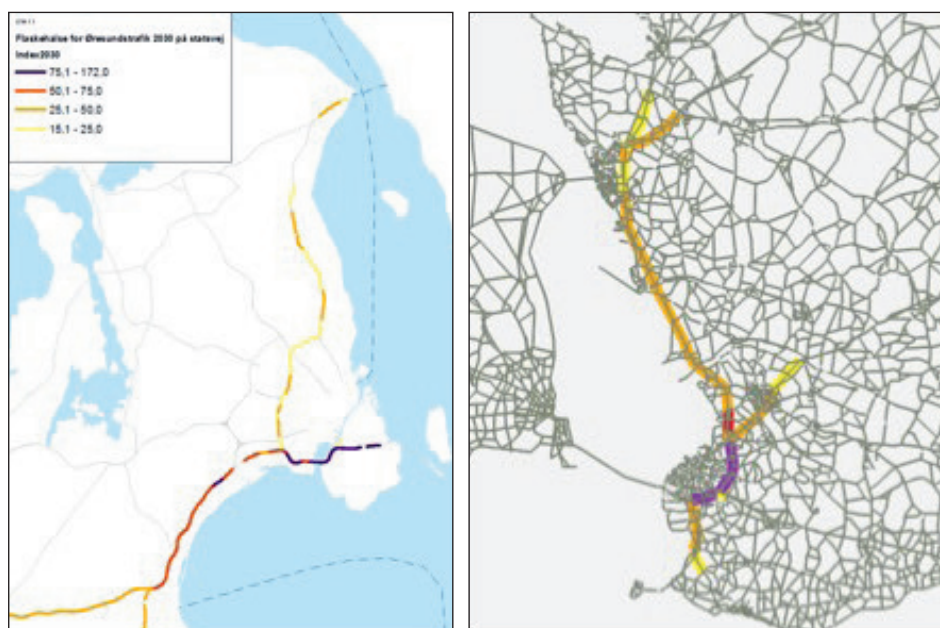 Flaskehalse for Øresundstrafik 2030 på statsvej
Index2030
75,1 - 172,0
50,1 - 75,0
25,1 - 50,0
15,1 - 25,0